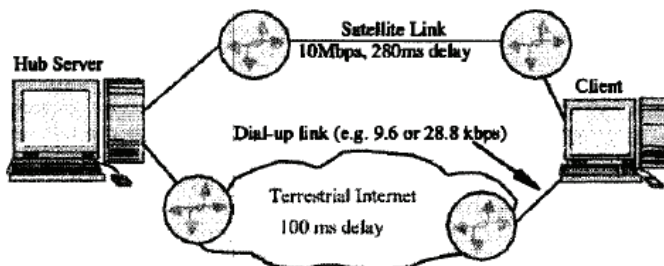 Satellite Link
10Mbps, 280ms delay
Hub Server
Client
Dial-up link (e.g. 9.6 or 28.8 kbps)
Terrestrial Internet
100 ms delay